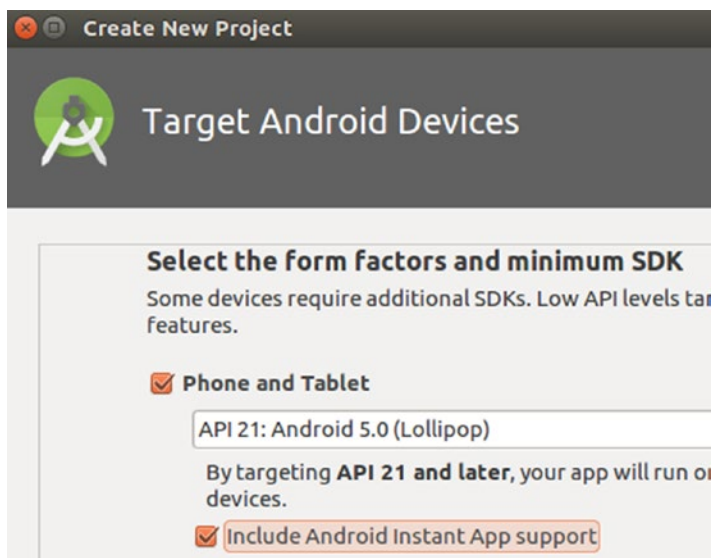 Create New Project
Target Android Devices
Select the form factors and minimum SDK
Some devices require additional SDKs. Low API levels
features.
Phone and Tablet
API 21: Android 5.0 (Lollipop)
By targeting API 21 and later, your app will run
devices.
Include Android Instant App support